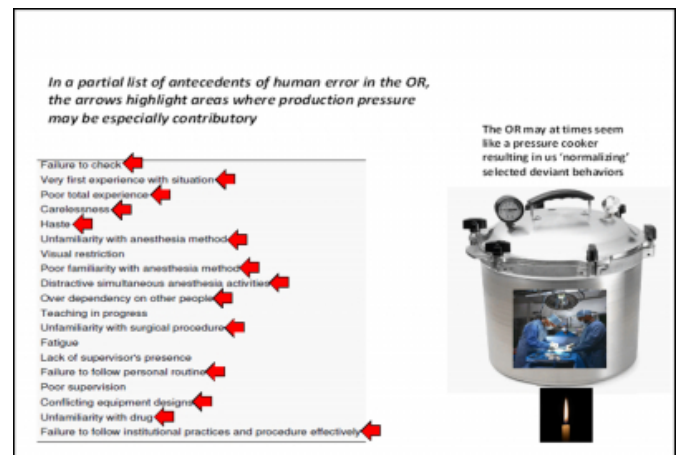 In a partial list of antecedents of human error in the OR,
the arrows highlight areas where production pressure
may be especially contributory
The OR may at times seem
like a pressure cooker
resulting in us 'normalizing'
selected deviant behaviors
Failure to check
Very first experience with situation
Poor total experience
Carelessness
Haste
Unfamiliarity with anesthesia method
Visual restriction
Poor familiarity with anesthesia method
Distractive simultaneous anesthesia activities
Over dependency on other people
Teaching in progress
Unfamiliarity with surgical procedure
Fatigue
Lack of supervisor's presence
Failure to follow personal routine
Poor supervision
Conflicting equipment designs
Unfamiliarity with drug
Failure to follow institutional practices and procedure effectively